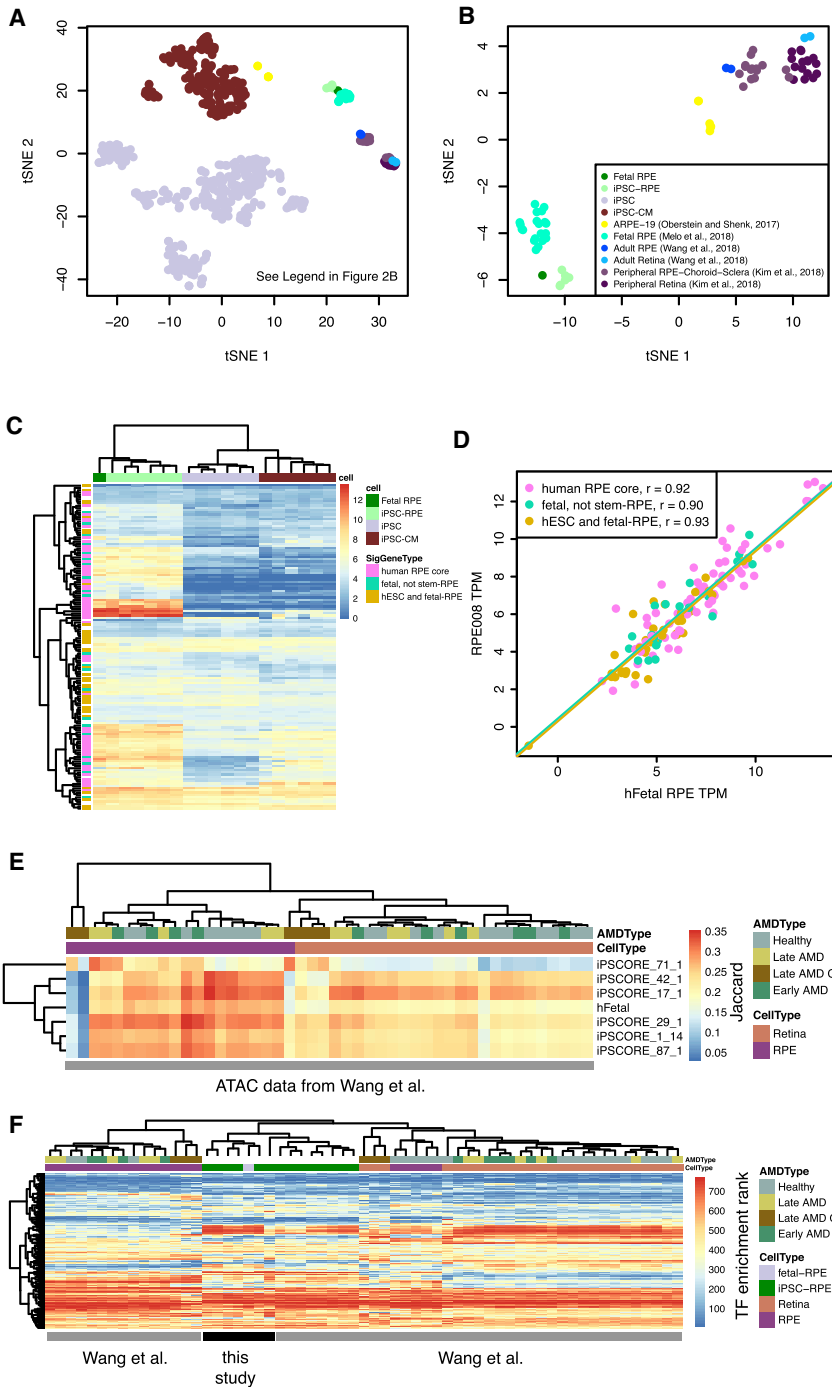 A
40
20
0
−20
−40
tSNE 2
See Legend in Figure 2B
−20
−10
0
10
20
30
tSNE 1
B
4
2
0
−2
−4
−6
tSNE 2
Fetal RPE
iPSC−RPE
iPSC
iPSC−CM
ARPE−19 (Oberstein and Shenk, 2017)
Fetal RPE (Melo et al., 2018)
Adult RPE (Wang et al., 2018)
Adult Retina (Wang et al., 2018)
Peripheral RPE−Choroid−Sclera (Kim et al., 2018)
Peripheral Retina (Kim et al., 2018)
−10
−5
0
5
10
tSNE 1
C
cell
12
10
8
6
4
2
0
cell
Fetal RPE
iPSC−RPE
iPSC
iPSC−CM
SigGeneType
human RPE core
fetal, not stem−RPE
hESC and fetal−RPE
D
human RPE core, r = 0.92
fetal, not stem−RPE, r = 0.90
hESC and fetal−RPE, r = 0.93
12
10
8
6
4
2
0
RPE008 TPM
0
5
10
hFetal RPE TPM
E
AMDType
CellType
iPSCORE_71_1
iPSCORE_42_1
iPSCORE_17_1
hFetal
iPSCORE_29_1
iPSCORE_1_14
iPSCORE_87_1
ATAC data from Wang et al.
0.35
0.3
0.25
0.2
0.15
0.1
0.05
Jaccard
AMDType
Healthy
Late AMD
Late AMD C
Early AMD
CellType
Retina
RPE
F
AMDType
CellType
700
600
500
400
300
200
100
TF enrichment rank
AMDType
Healthy
Late AMD
Late AMD C
Early AMD
CellType
fetal−RPE
iPSC−RPE
Retina
RPE
Wang et al.
this
study
Wang et al.